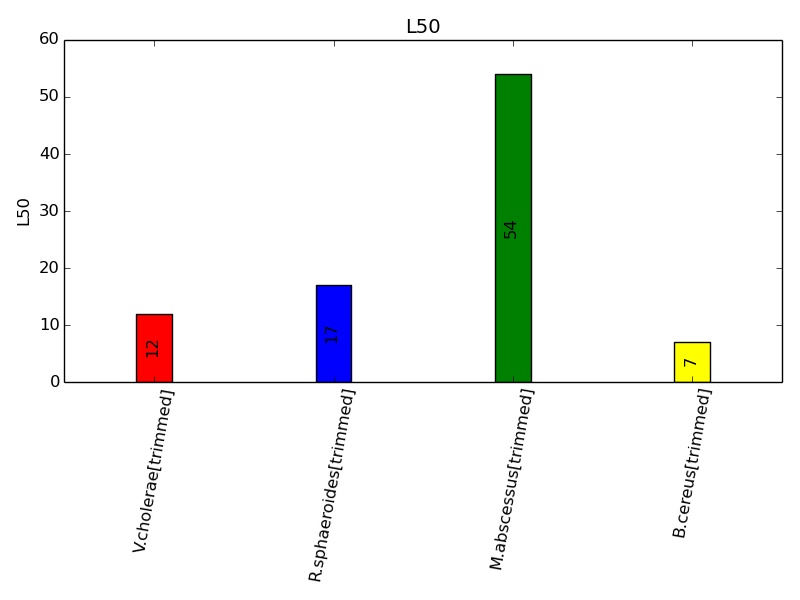 L50
60
50
40
30
20
10
0
L50
12
17
54
7
V.cholerae[trimmed]
R.sphaeroides[trimmed]
M.abscessus[trimmed]
B.cereus[trimmed]